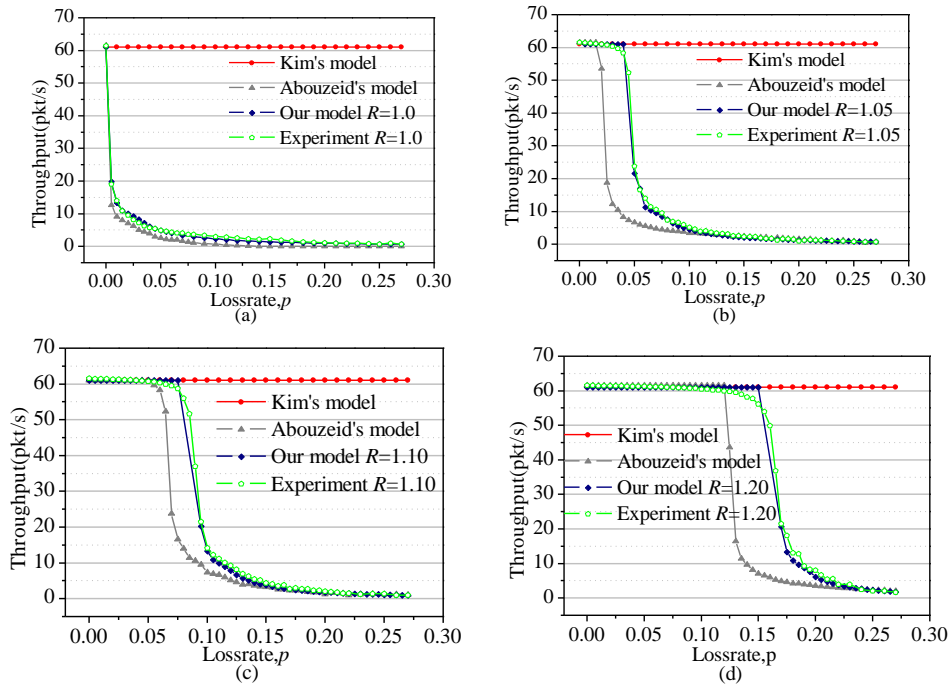 70
60
50
40
30
20
10
0
Throughput(pkt/s)
Kim's model
Abouzeid's model
Our model R=1.0
Experiment R=1.0
0.00 0.05 0.10 0.15 0.20 0.25 0.30
Lossrate,p
(a)
70
60
50
40
30
20
10
0
Throughput(pkt/s)
Kim's model
Abouzeid's model
Our model R=1.05
Experiment R=1.05
0.00 0.05 0.10 0.15 0.20 0.25 0.30
Lossrate,p
(b)
70
60
50
40
30
20
10
0
Throughput(pkt/s)
Kim's model
Abouzeid's model
Our model R=1.10
Experiment R=1.10
0.00 0.05 0.10 0.15 0.20 0.25 0.30
Lossrate,p
(c)
70
60
50
40
30
20
10
0
Throughput(pkt/s)
Kim's model
Abouzeid's model
Our model R=1.20
Experiment R=1.20
0.00 0.05 0.10 0.15 0.20 0.25 0.30
Lossrate,p
(d)